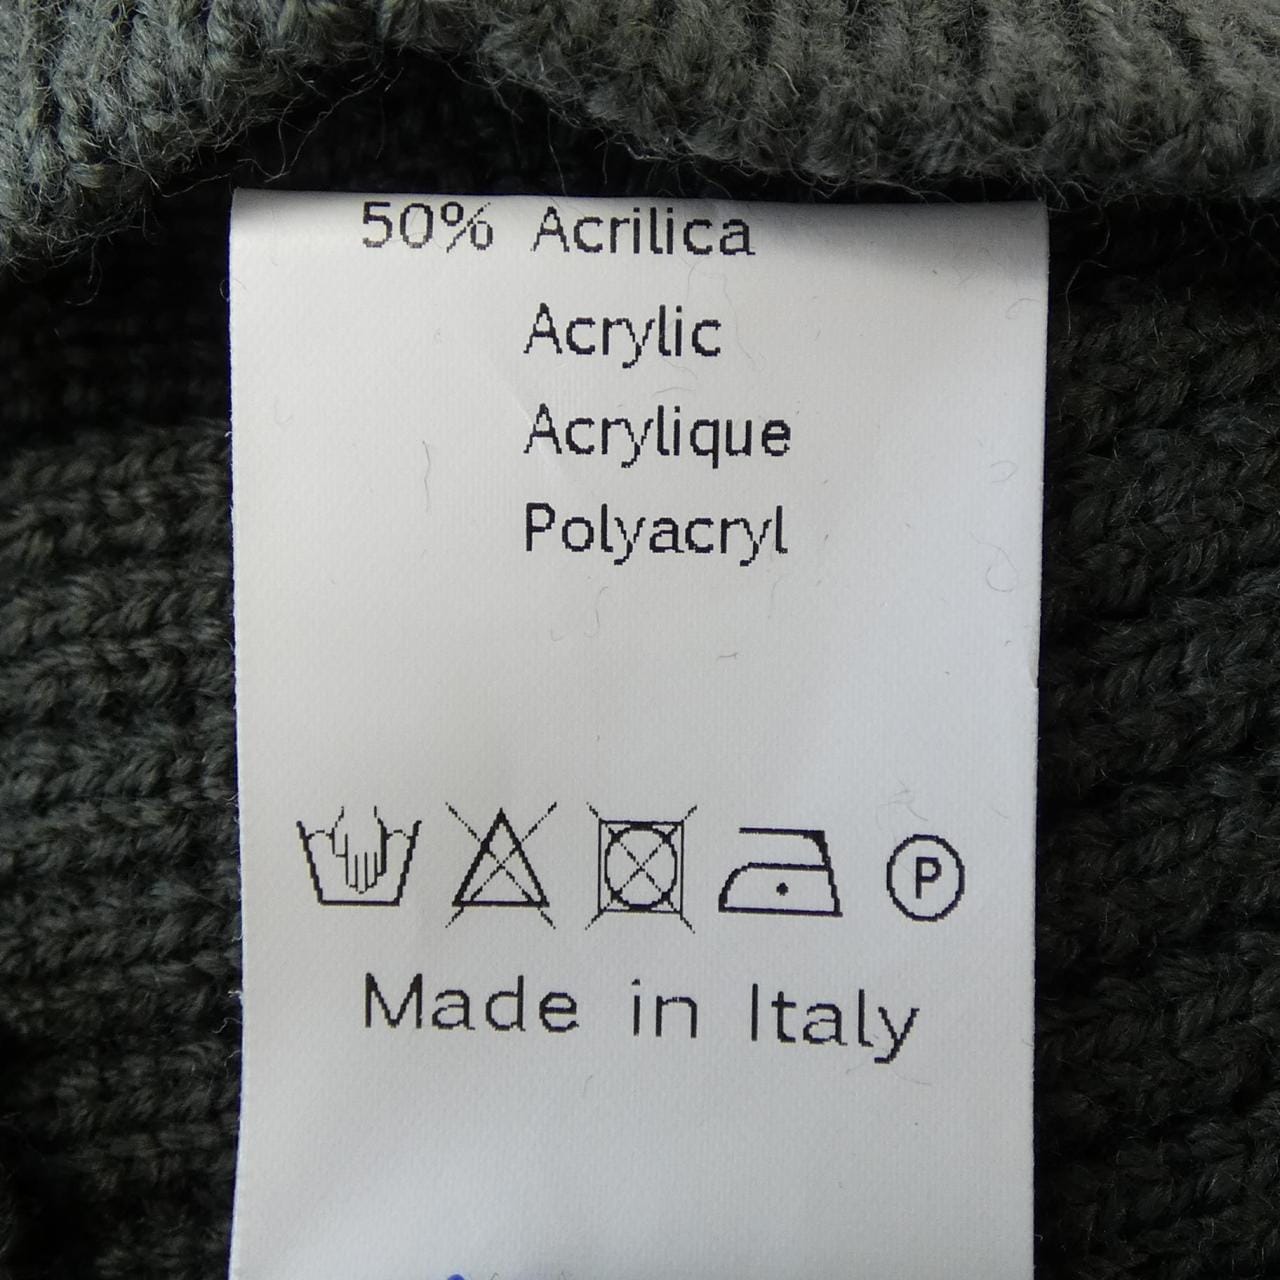 50% Acrilica
Acrylic
Acrylique
Polyacryl
P
Made in Italy